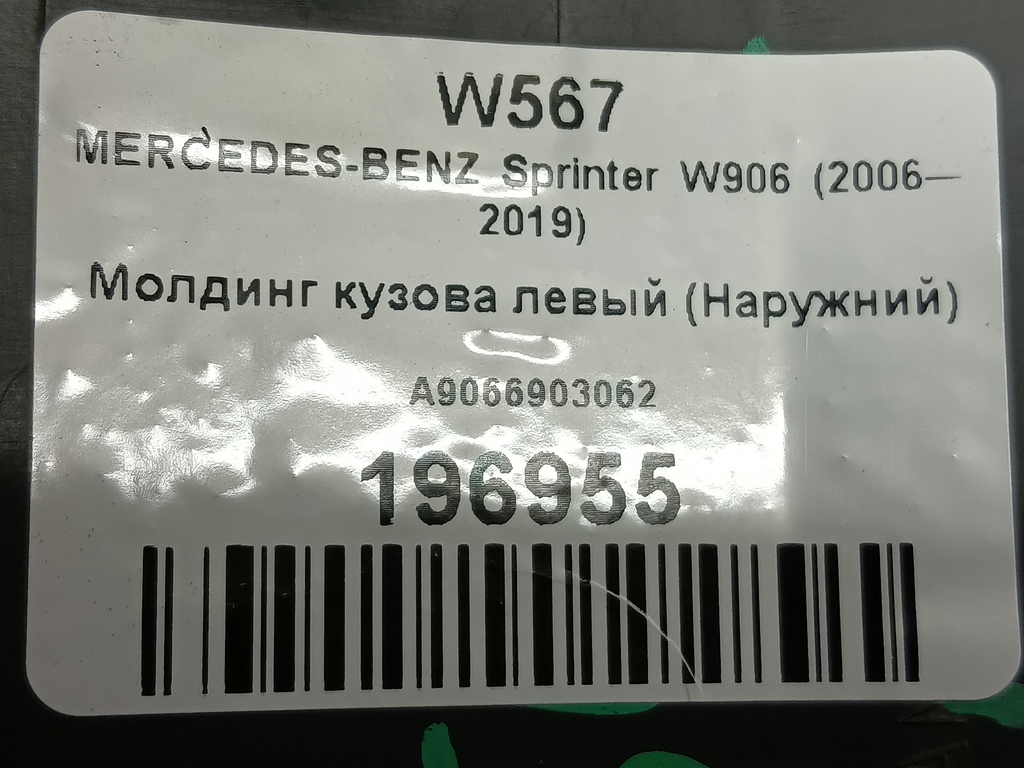 W567
MERCEDES-BENZ Sprinter W906 (2006—
2019)
Молдинг кузова левый (Наружний)
A9066903062
196955